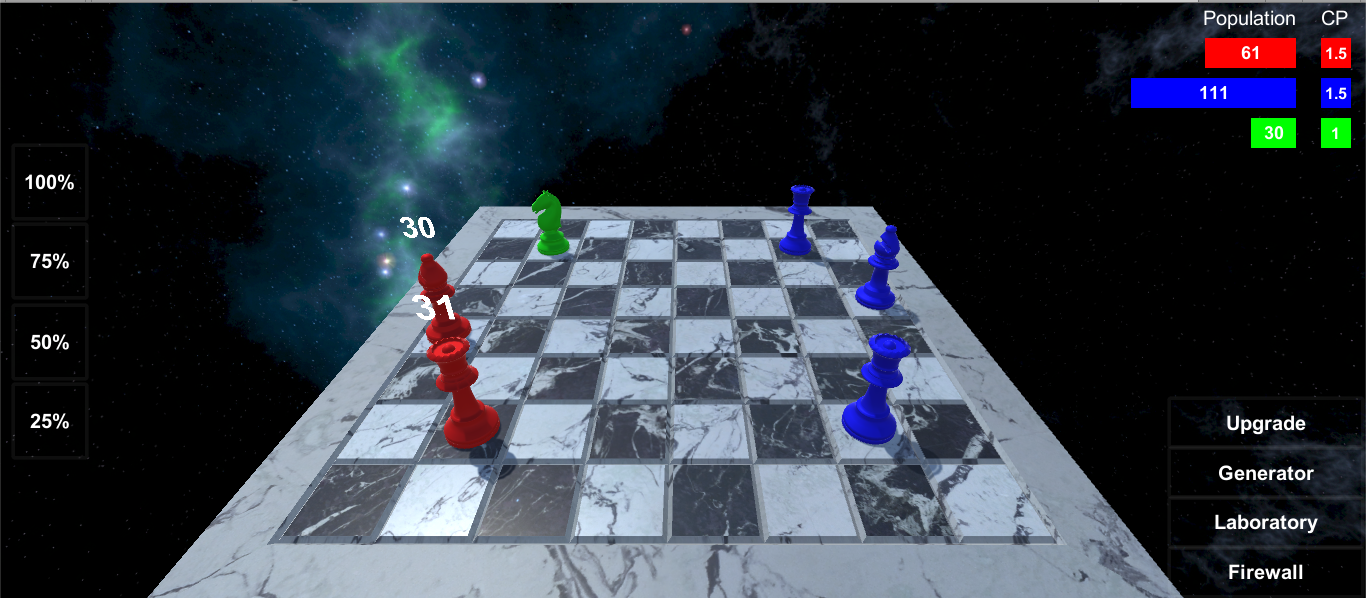 Population CP
61 1.5
111 1.5
30 1
100%
75%
50%
25%
30
31
Upgrade
Generator
Laboratory
Firewall